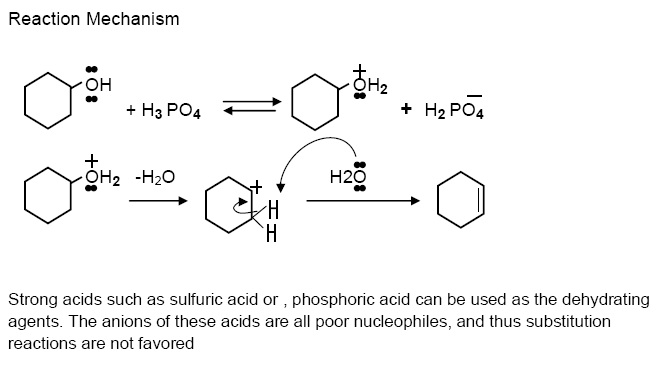 Reaction Mechanism
OH
+ H3 PO4
+
OH2
+ H2 PO4
+
OH2 -H2O
+
H
H
H2O
Strong acids such as sulfuric acid or , phosphoric acid can be used as the dehydrating
agents. The anions of these acids are all poor nucleophiles, and thus substitution
reactions are not favored